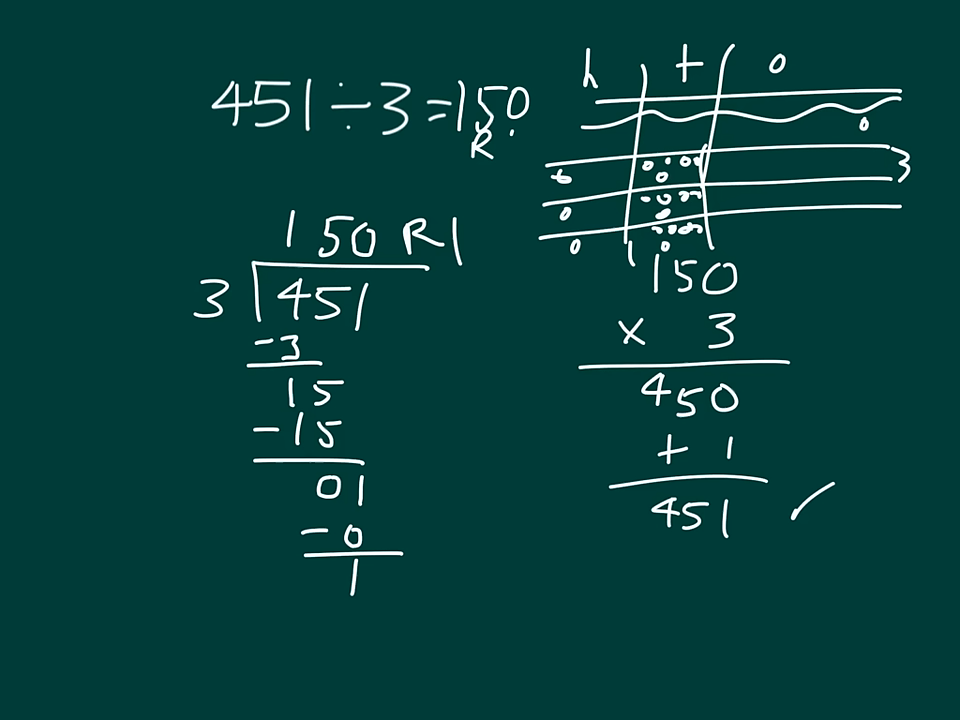 451 ÷ 3 = 150
R
h t o
3
150 R1
3 451
-3
15
-15
01
-0
1
150
x 3
450
+ 1
451 ✓